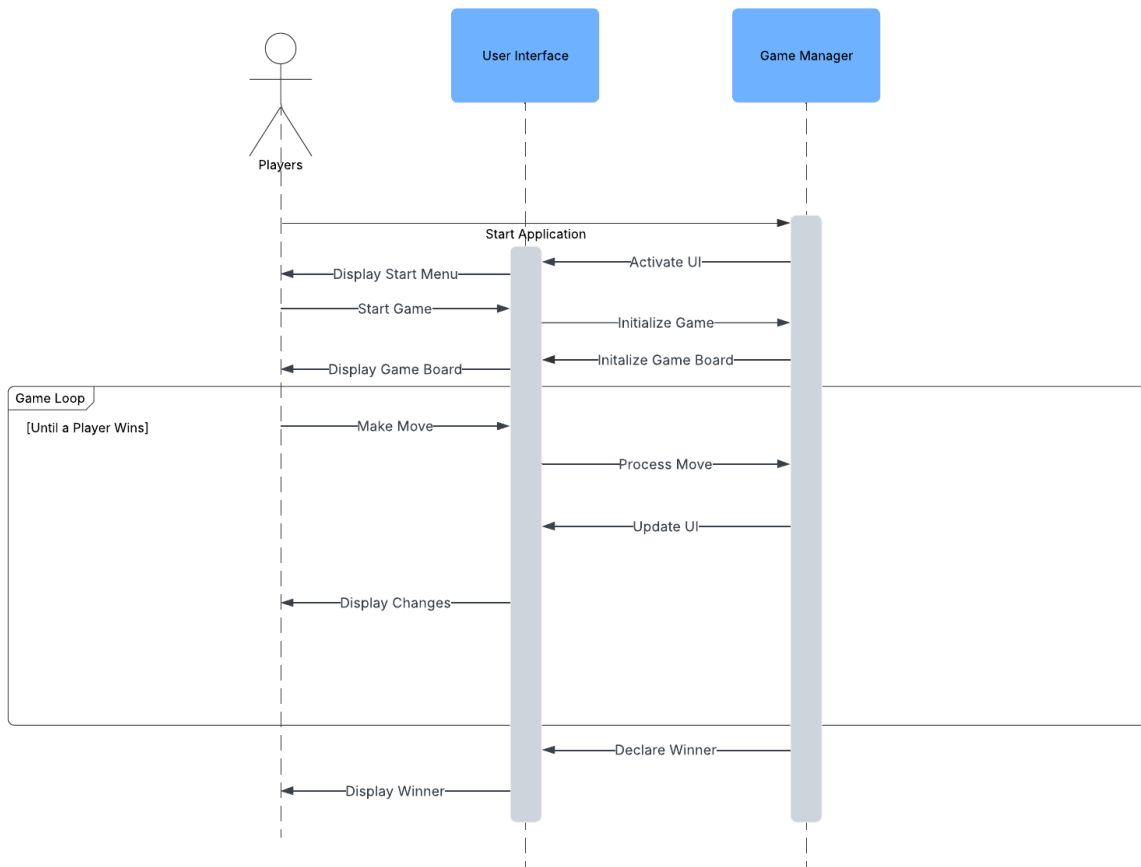 User Interface
Game Manager
Players
Start Application
Activate UI
Display Start Menu
Start Game
Initialize Game
Initalize Game Board
Display Game Board
Game Loop
[Until a Player Wins]
Make Move
Process Move
Update UI
Display Changes
Declare Winner
Display Winner